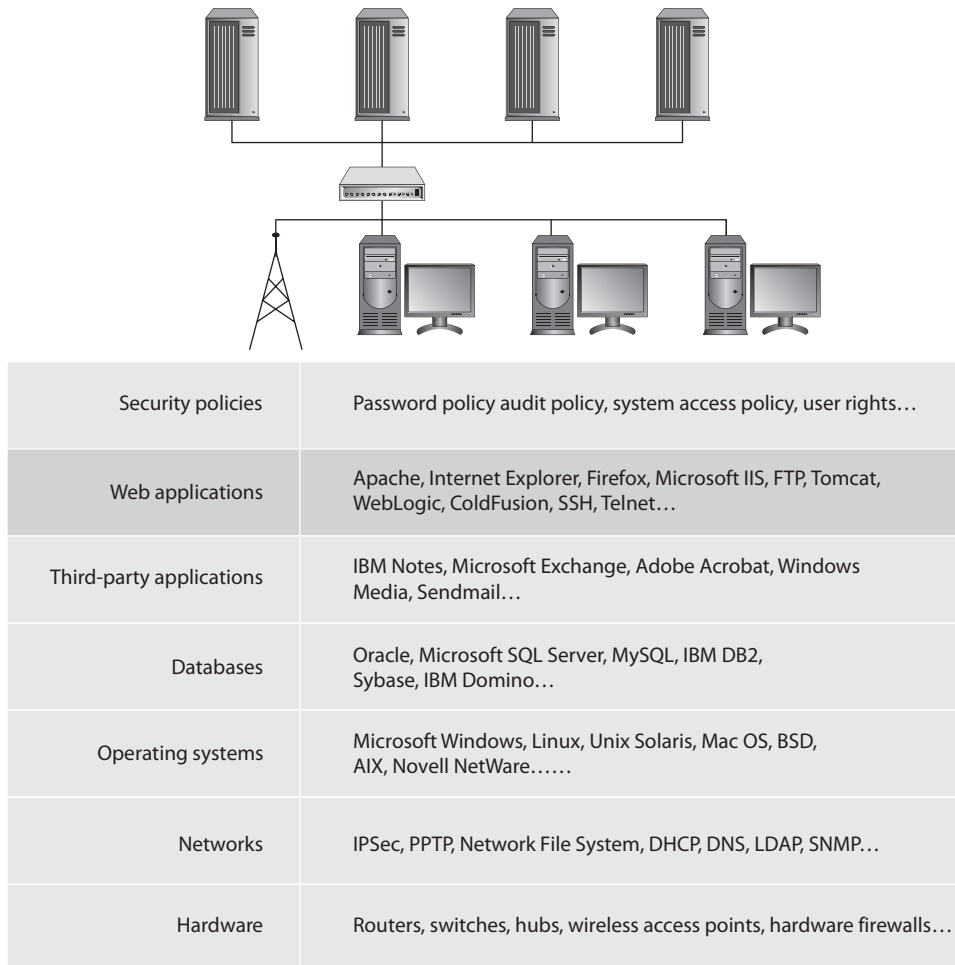 Security policies
Password policy audit policy, system access policy, user rights…
Web applications
Apache, Internet Explorer, Firefox, Microsoft IIS, FTP, Tomcat,
WebLogic, ColdFusion, SSH, Telnet…
Third-party applications
IBM Notes, Microsoft Exchange, Adobe Acrobat, Windows
Media, Sendmail…
Databases
Oracle, Microsoft SQL Server, MySQL, IBM DB2,
Sybase, IBM Domino…
Operating systems
Microsoft Windows, Linux, Unix Solaris, Mac OS, BSD,
AIX, Novell NetWare……
Networks
IPSec, PPTP, Network File System, DHCP, DNS, LDAP, SNMP…
Hardware
Routers, switches, hubs, wireless access points, hardware firewalls…